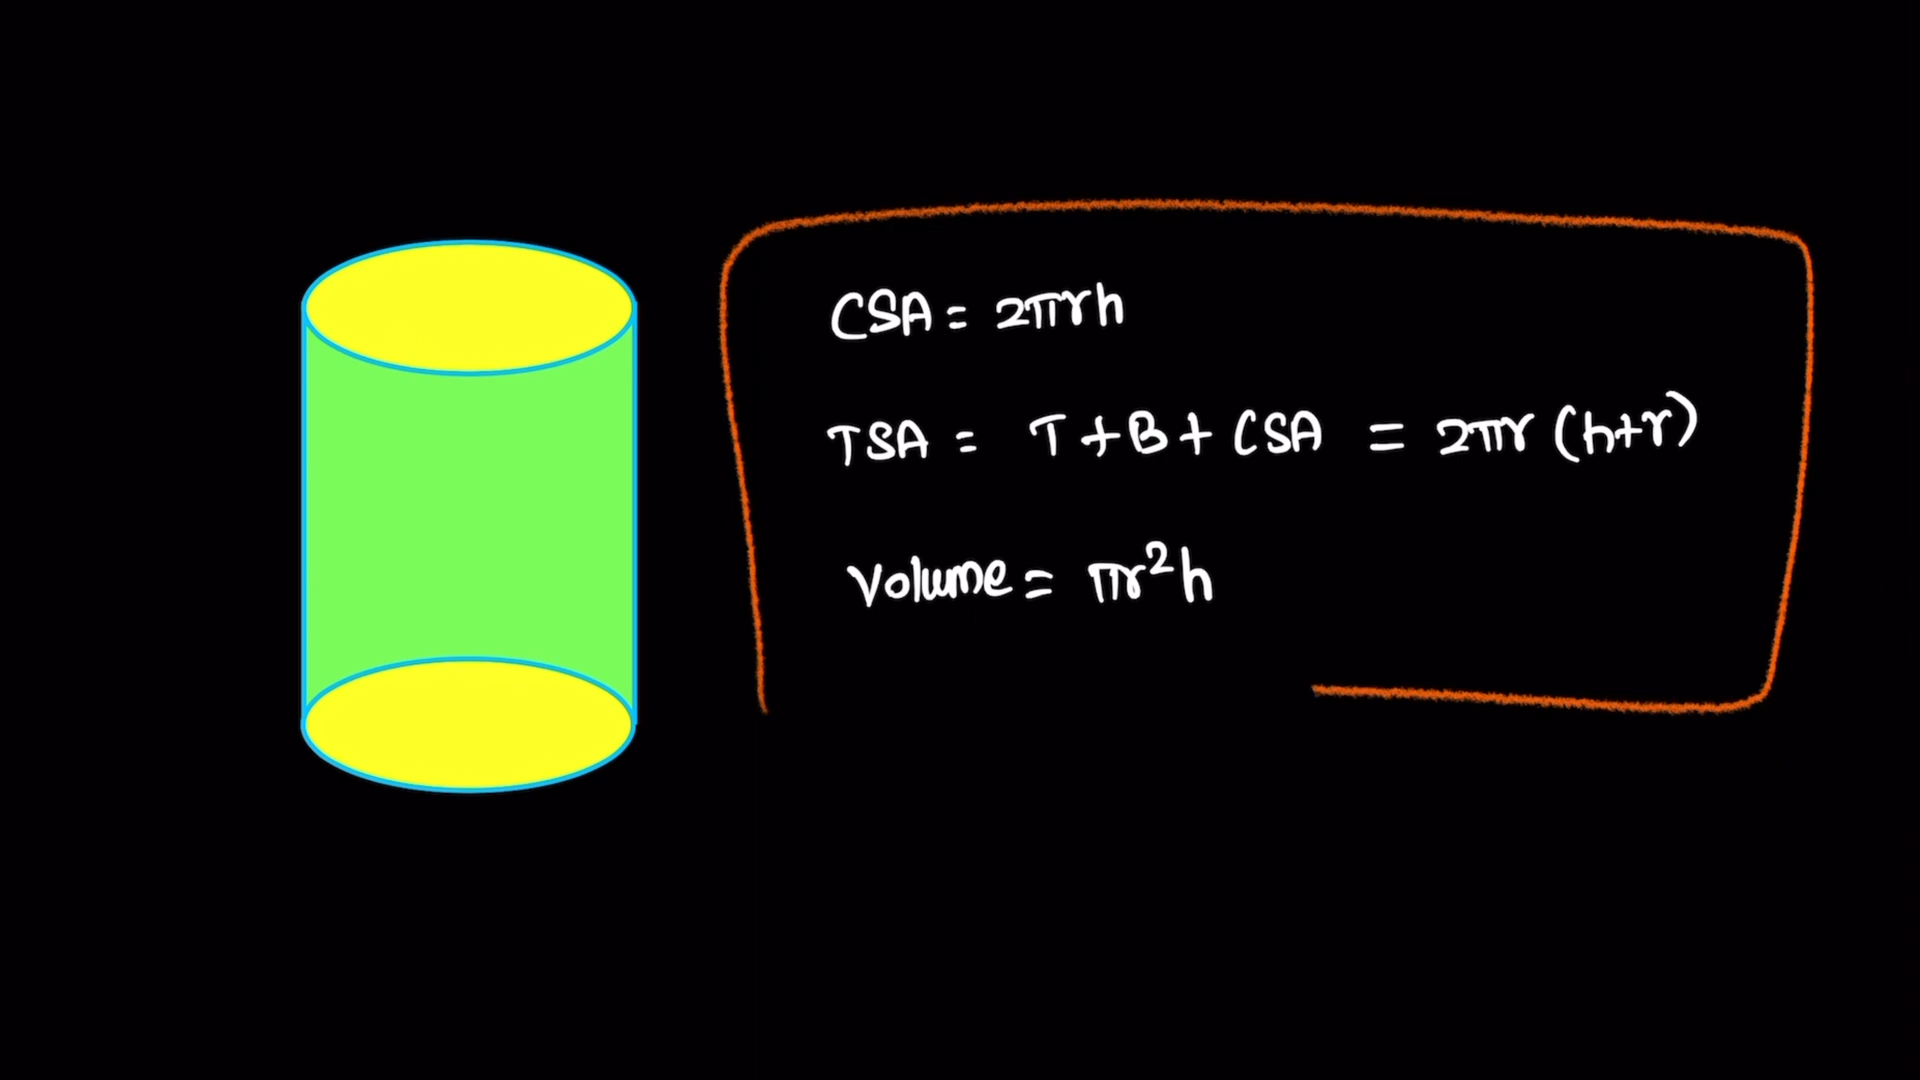 CSA = 2πrh
TSA = T + B + CSA = 2πr (h+r)
Volume = πr²h